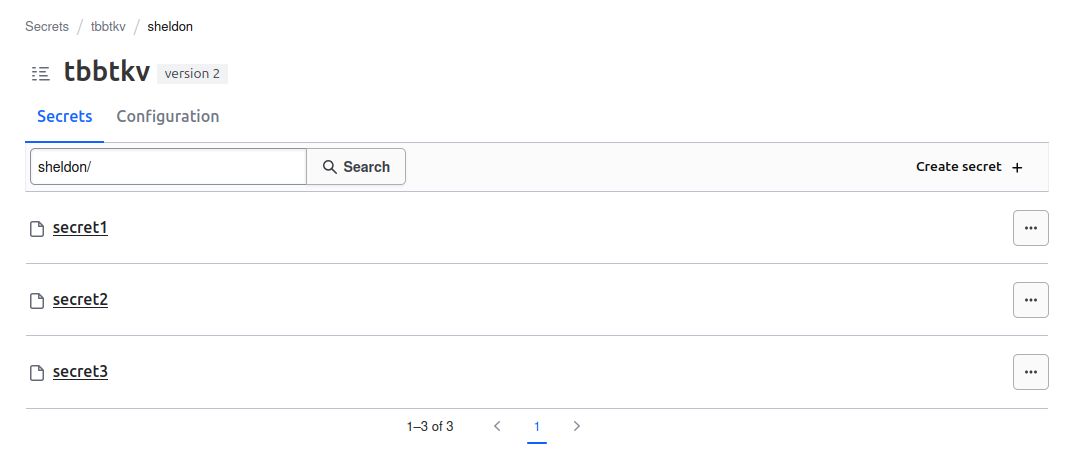 Secrets / tbbtkv / sheldon
tbbtkv version 2
Secrets Configuration
sheldon/ Search Create secret +
secret1 ...
secret2 ...
secret3 ...
1–3 of 3 < 1 >